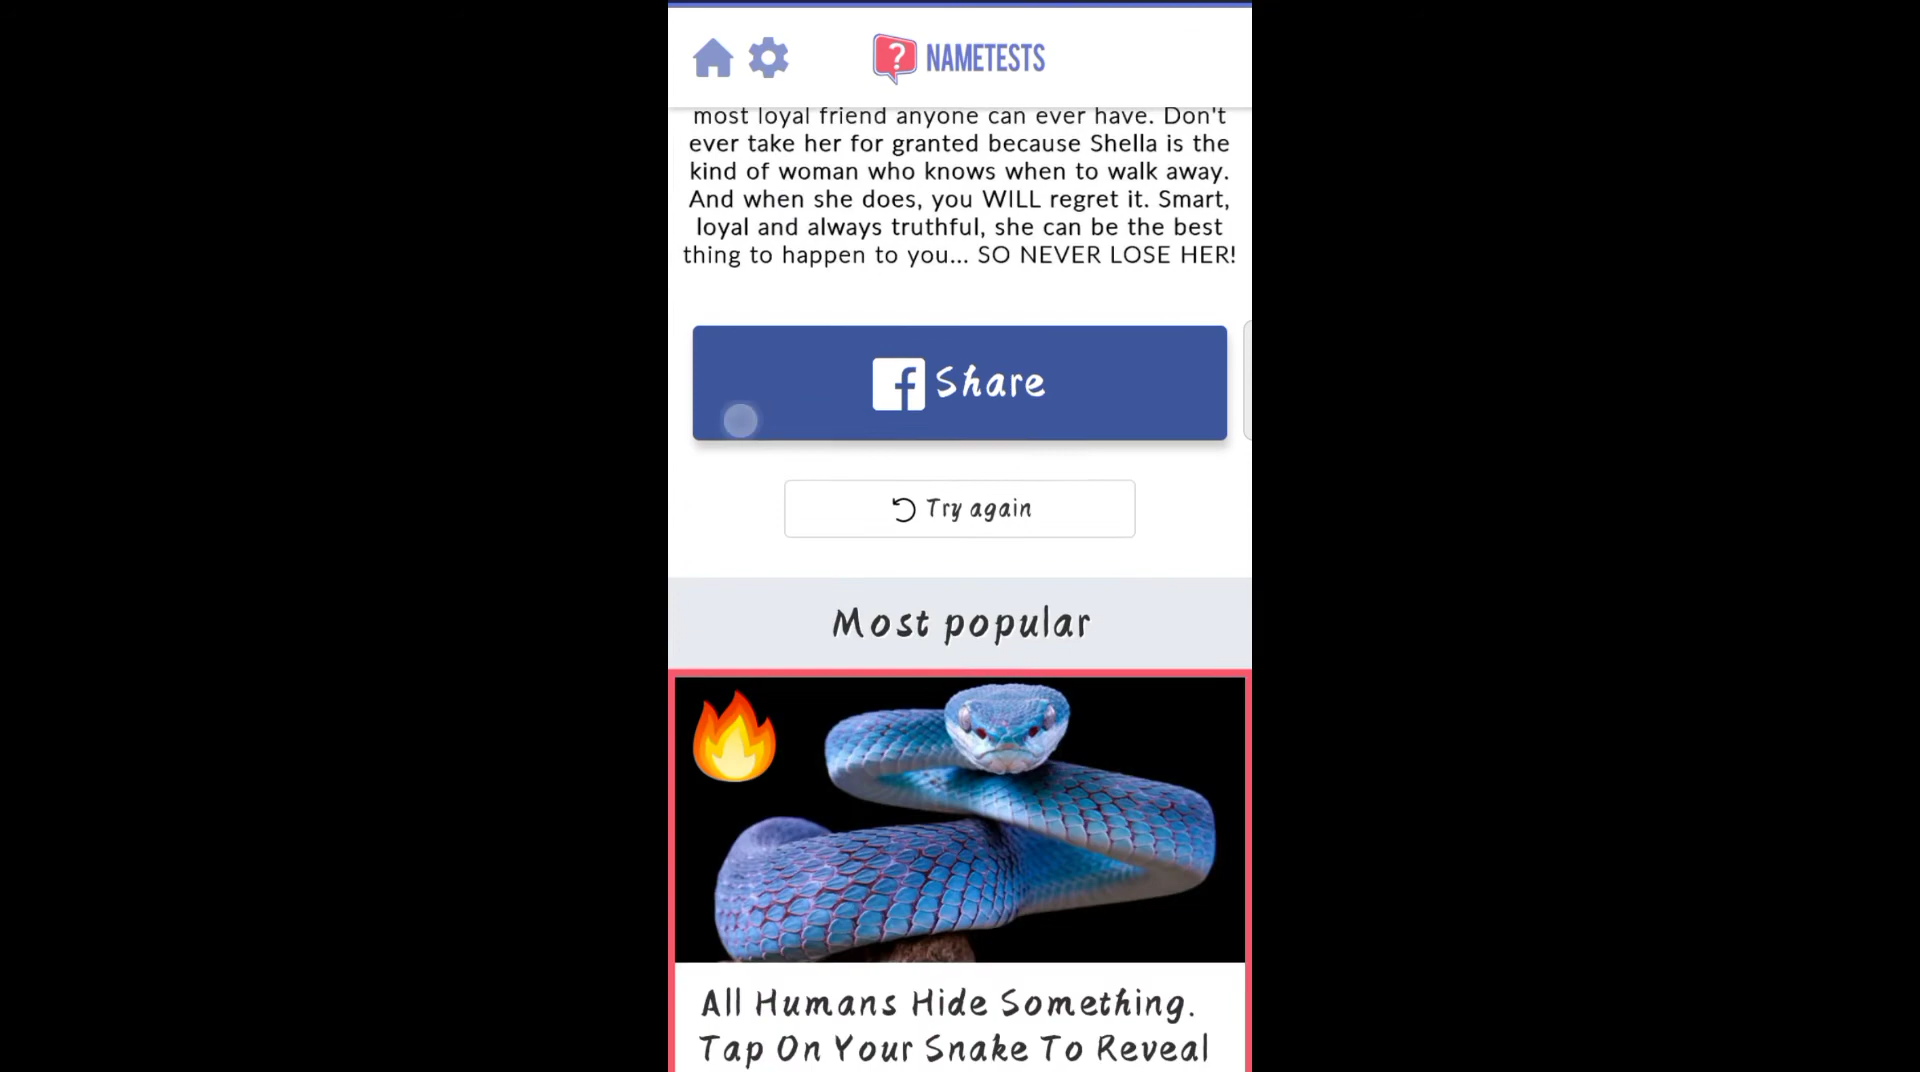 NAMETESTS
most loyal friend anyone can ever have. Don't
ever take her for granted because Shella is the
kind of woman who knows when to walk away.
And when she does, you WILL regret it. Smart,
loyal and always truthful, she can be the best
thing to happen to you... SO NEVER LOSE HER!
Share
Try again
Most popular
All Humans Hide Something.
Tap On Your Snake To Reveal